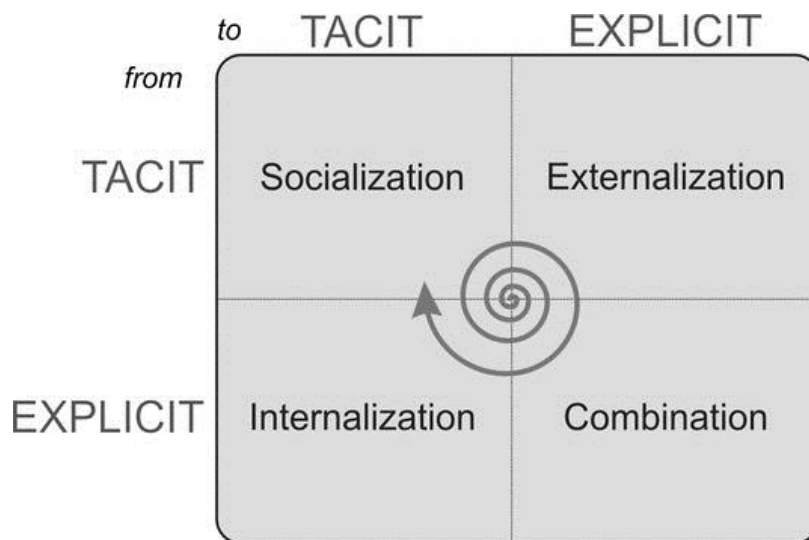 to TACIT EXPLICIT
from
TACIT Socialization Externalization
EXPLICIT Internalization Combination